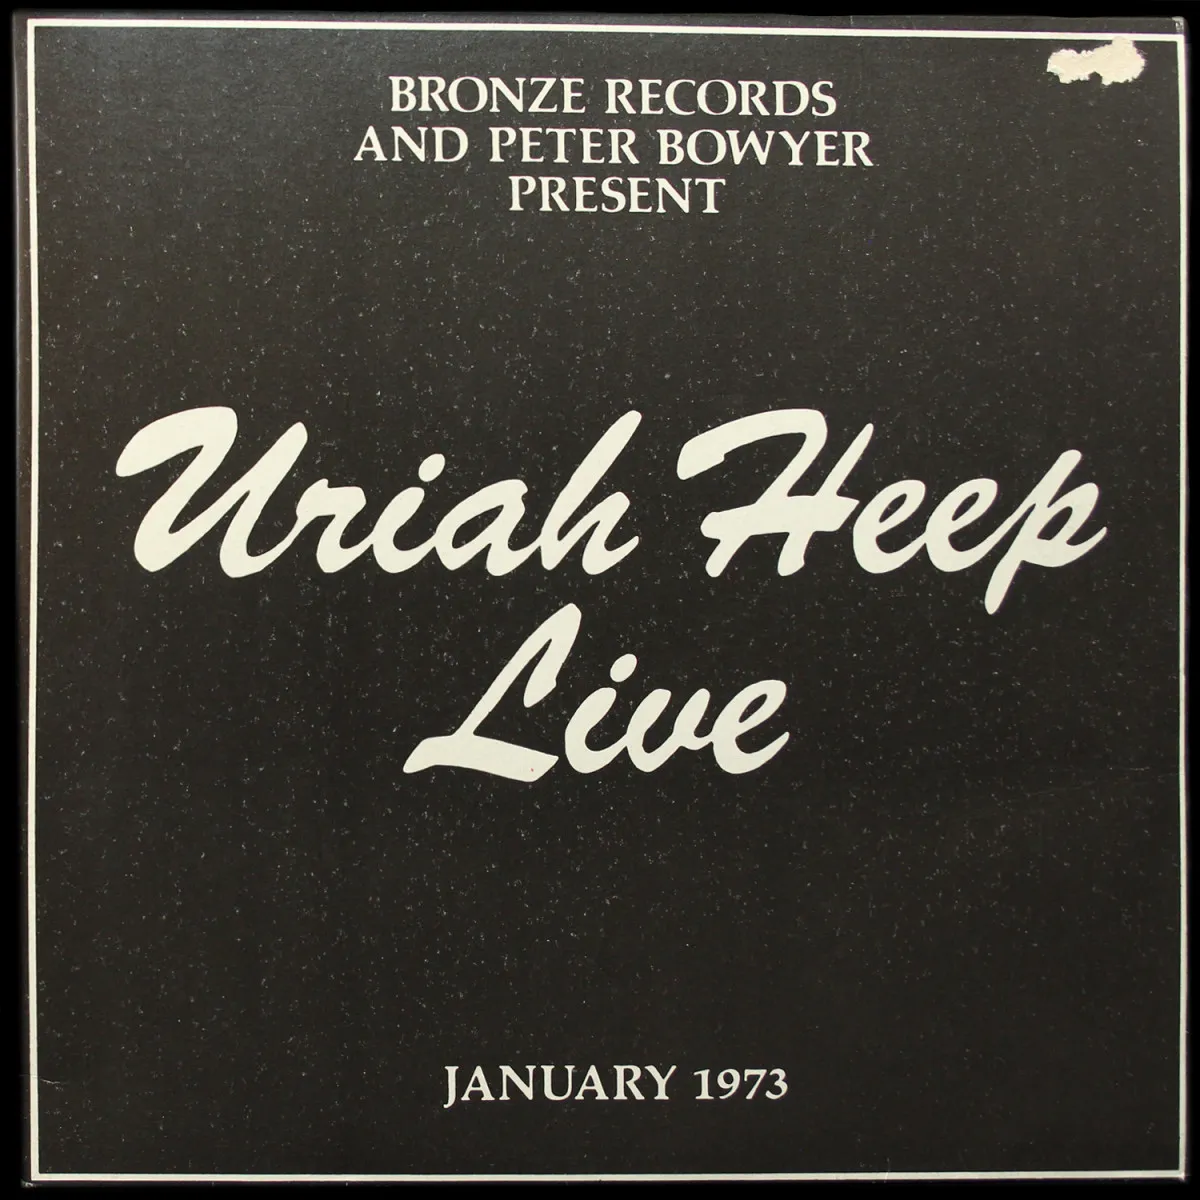 BRONZE RECORDS
AND PETER BOWYER
PRESENT
Uriah Heep
Live
JANUARY 1973